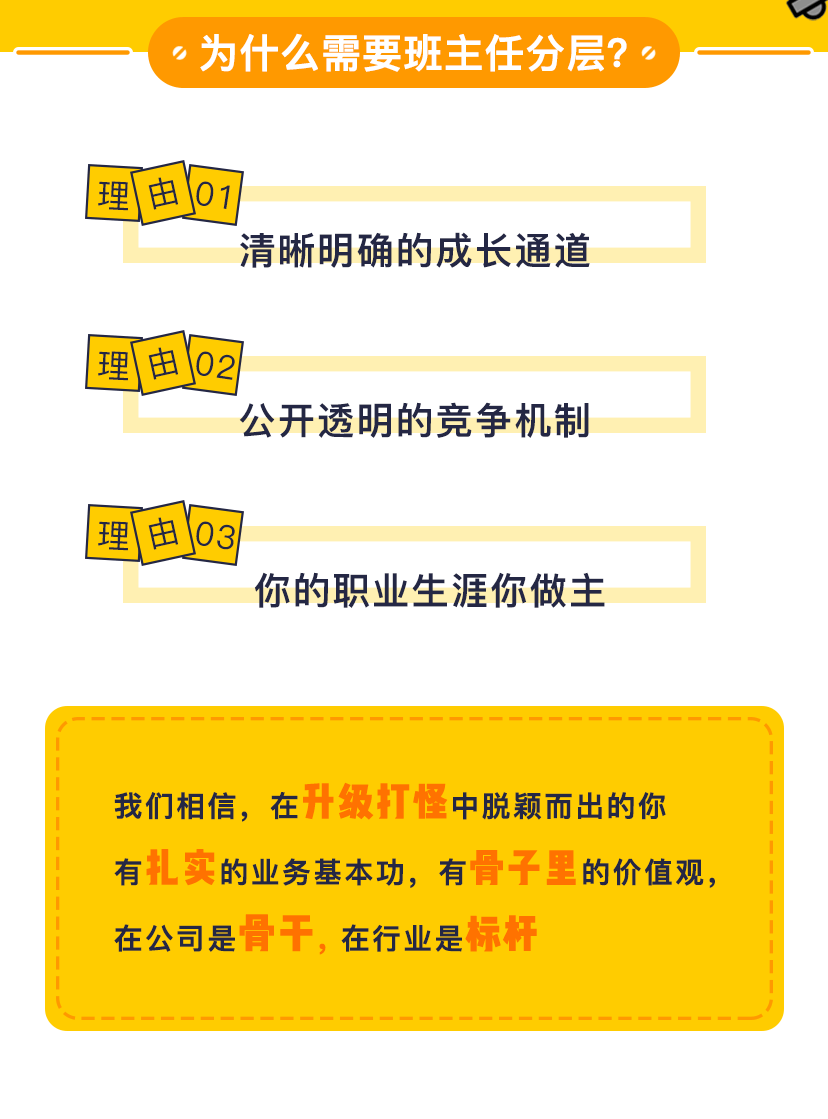 为什么需要班主任分层?
理由01
清晰明确的成长通道
理由02
公开透明的竞争机制
理由03
你的职业生涯你做主
我们相信，在升级打怪中脱颖而出的你
有扎实的业务基本功，有骨子里的价值观，
在公司是骨干，在行业是标杆